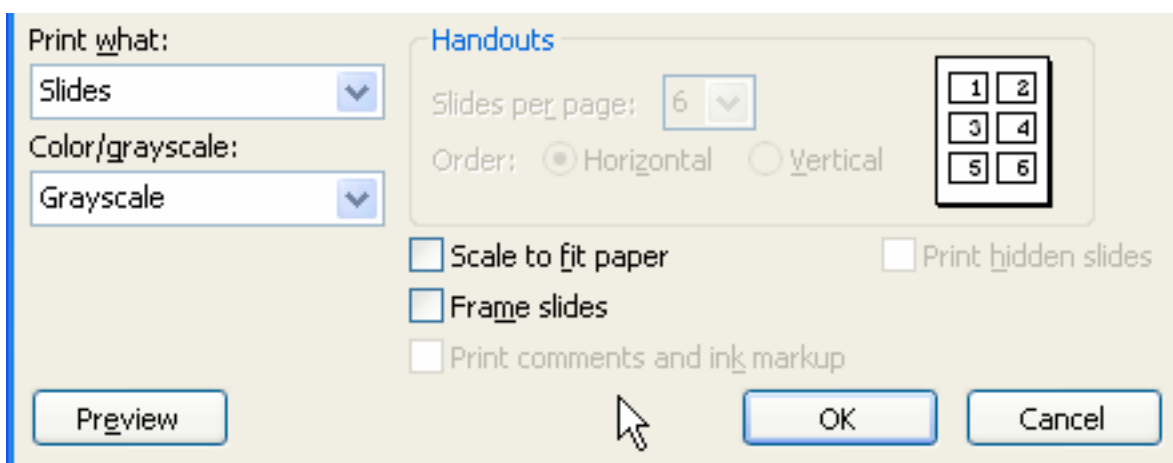 Print what:
Slides
Color/grayscale:
Grayscale
Handouts
Slides per page: 6
Order: Horizontal Vertical
1 2
3 4
5 6
Scale to fit paper
Print hidden slides
Frame slides
Print comments and ink markup
Preview
OK
Cancel